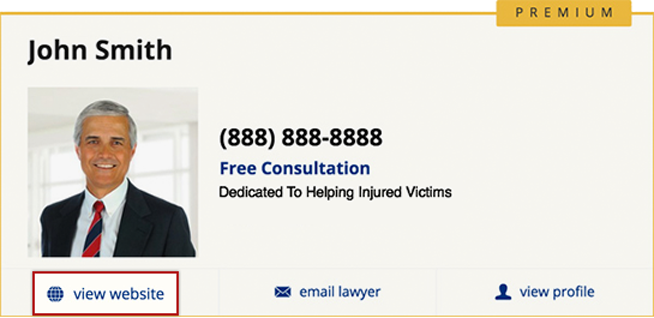 PREMIUM
John Smith
(888) 888-8888
Free Consultation
Dedicated To Helping Injured Victims
view website
email lawyer
view profile